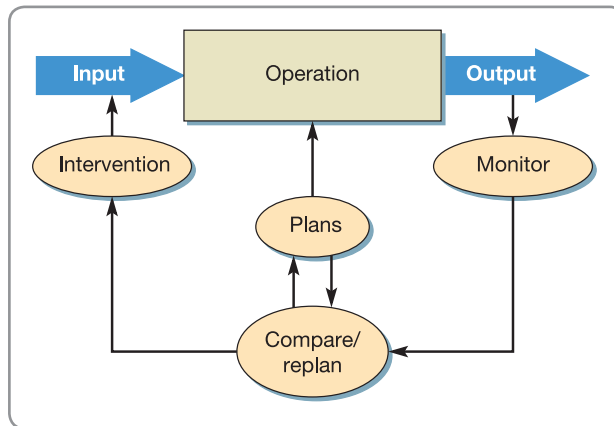 Input
Operation
Output
Intervention
Monitor
Plans
Compare/
replan